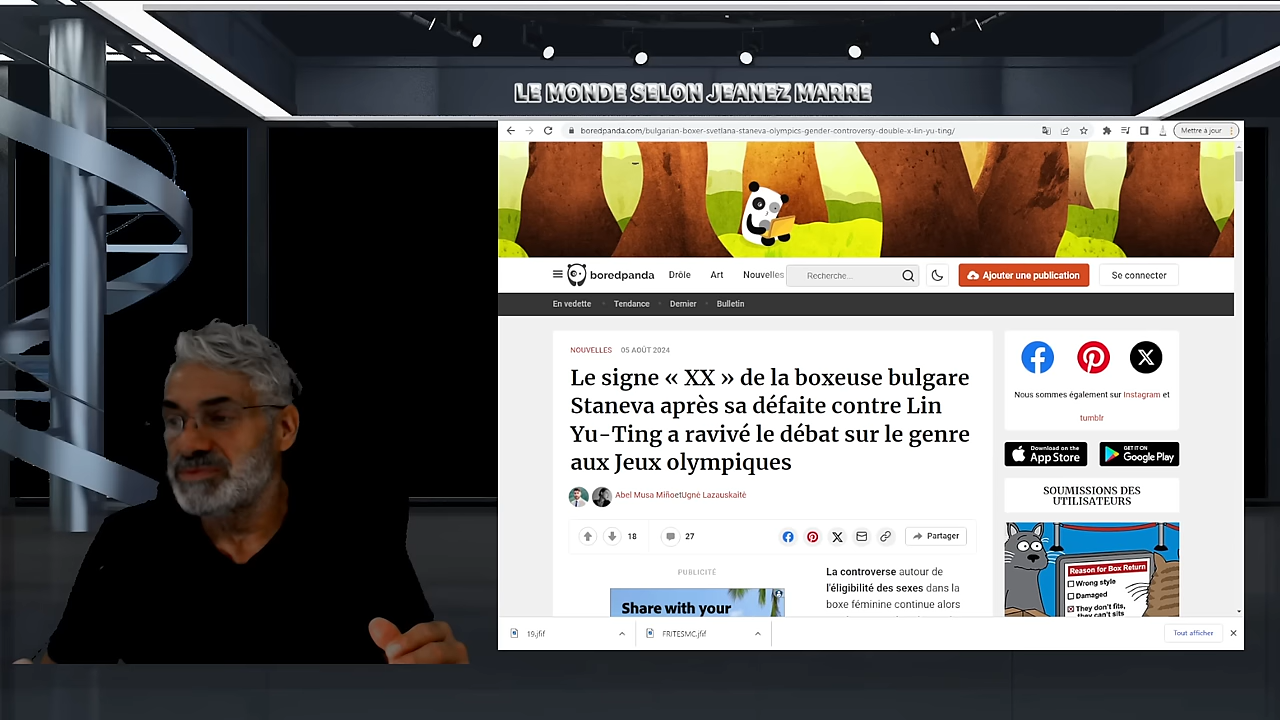 LE MONDE SELON JEANEZ MARRE
boredpanda.com/bulgarian-boxer-svetlana-staneva-olympics-gender-controversy-double-x-lin-yu-ting/
Mettre à jour
boredpanda
Drôle
Art
Nouvelles
Recherche...
Ajouter une publication
Se connecter
En vedette
Tendance
Dernier
Bulletin
NOUVELLES 05 AOÛT 2024
Le signe « XX » de la boxeuse bulgare
Staneva après sa défaite contre Lin
Yu-Ting a ravivé le débat sur le genre
aux Jeux olympiques
Abel Musa MiñoetUgnė Lazauskaitė
18
27
Partager
PUBLICITÉ
Share with your
La controverse autour de
l'éligibilité des sexes dans la
boxe féminine continue alors
Nous sommes également sur Instagram et
tumblr
Download on the
App Store
GET IT ON
Google Play
SOUMISSIONS DES
UTILISATEURS
Reason for Box Return
Wrong style
Damaged
They don't fits,
they can't sits
19.jfif
FRITESMC.jfif
Tout afficher